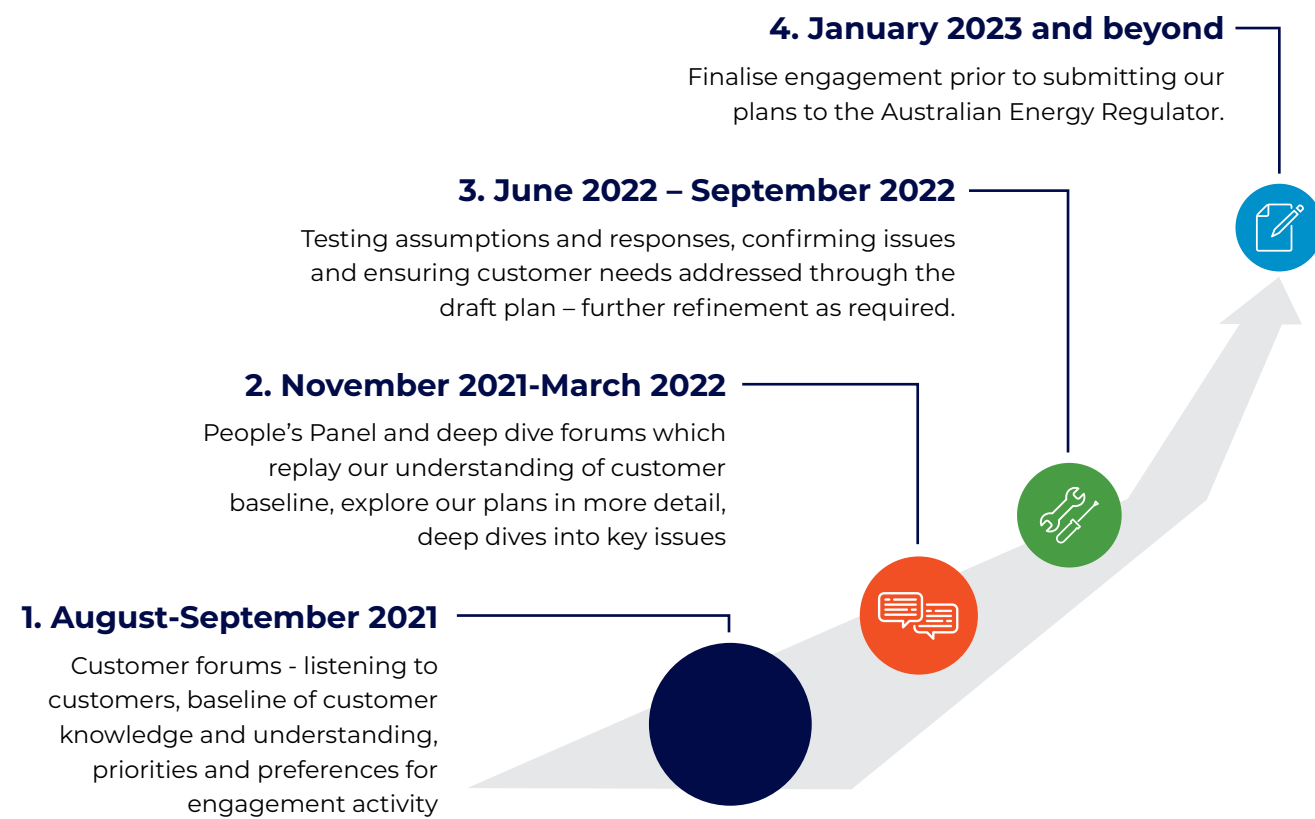 4. January 2023 and beyond
Finalise engagement prior to submitting our
plans to the Australian Energy Regulator.
3. June 2022 – September 2022
Testing assumptions and responses, confirming issues
and ensuring customer needs addressed through the
draft plan – further refinement as required.
2. November 2021-March 2022
People’s Panel and deep dive forums which
replay our understanding of customer
baseline, explore our plans in more detail,
deep dives into key issues
1. August-September 2021
Customer forums - listening to
customers, baseline of customer
knowledge and understanding,
priorities and preferences for
engagement activity